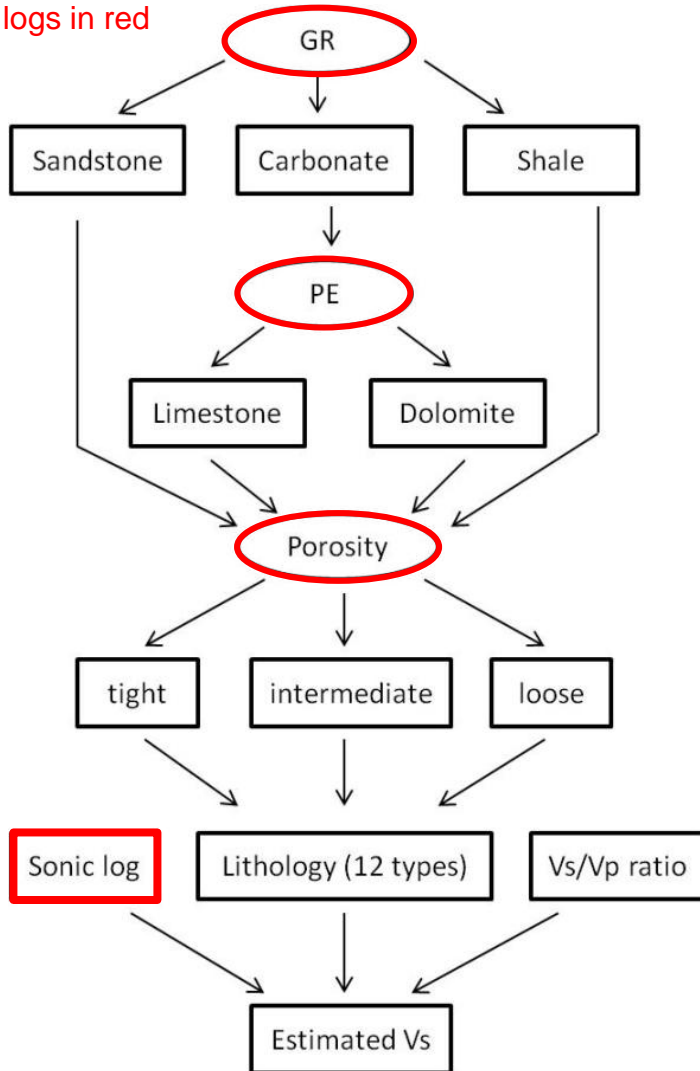 logs in red
GR
Sandstone Carbonate Shale
PE
Limestone Dolomite
Porosity
tight intermediate loose
Sonic log Lithology (12 types) Vs/Vp ratio
Estimated Vs